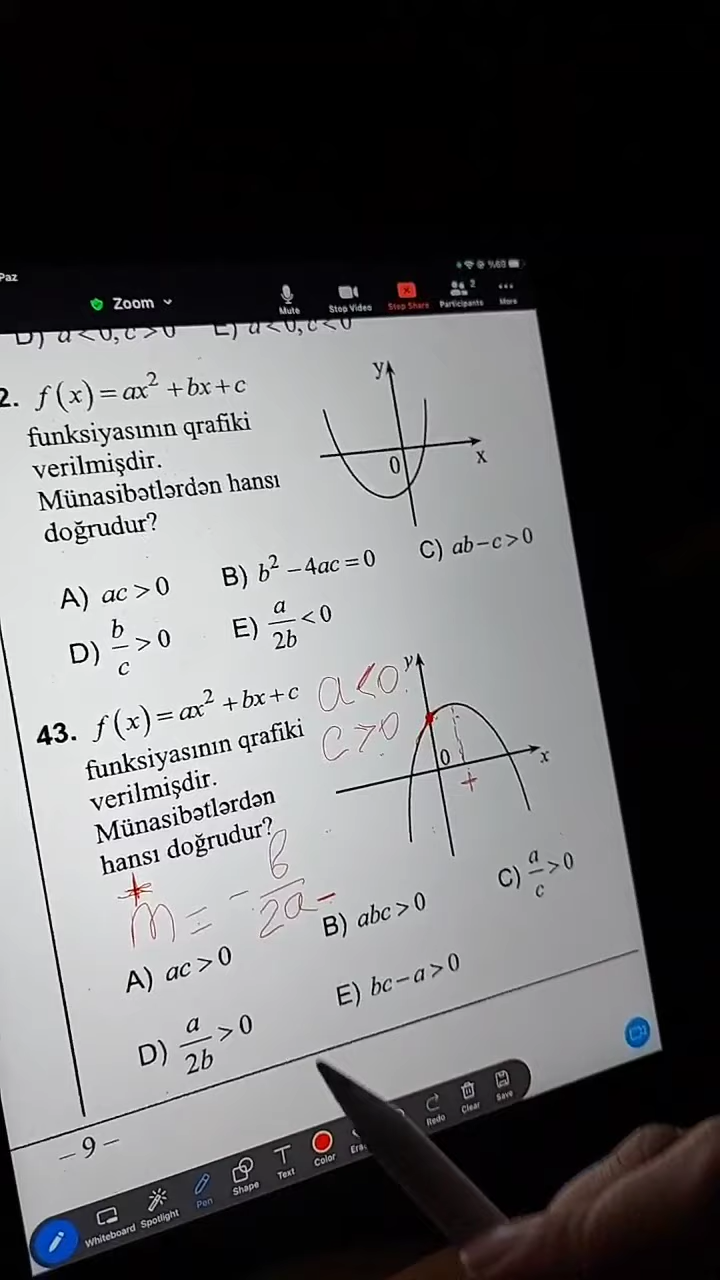 Paz
%60
Zoom
Mute
Stop Video
Stop Share
Participants
2
More
D) a<0, c>0 E) a<0, c<0
2. f(x)=ax²+bx+c
funksiyasının qrafiki
verilmişdir.
Münasibətlərdən hansı
doğrudur?
y
0
x
A) ac>0 B) b²−4ac=0 C) ab−c>0
D) b/c>0 E) a/2b<0
43. f(x)=ax²+bx+c
funksiyasının qrafiki
verilmişdir.
Münasibətlərdən
hansı doğrudur?
a<0
c>0
y
0
x
+
+
m = - b/2a -
A) ac>0 B) abc>0 C) a/c>0
D) a/2b>0 E) bc−a>0
–9–
Whiteboard
Spotlight
Pen
Shape
Text
Color
Era
Redo
Clear
Save